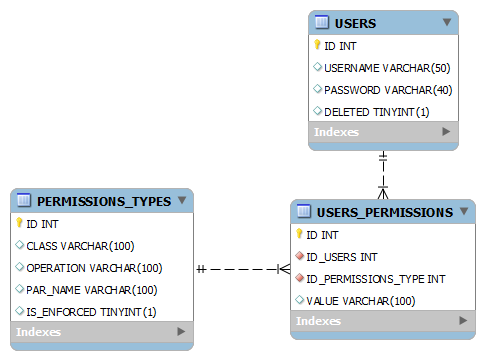 USERS
ID INT
USERNAME VARCHAR(50)
PASSWORD VARCHAR(40)
DELETED TINYINT(1)
Indexes
PERMISSIONS_TYPES
ID INT
CLASS VARCHAR(100)
OPERATION VARCHAR(100)
PAR_NAME VARCHAR(100)
IS_ENFORCED TINYINT(1)
Indexes
USERS_PERMISSIONS
ID INT
ID_USERS INT
ID_PERMISSIONS_TYPE INT
VALUE VARCHAR(100)
Indexes